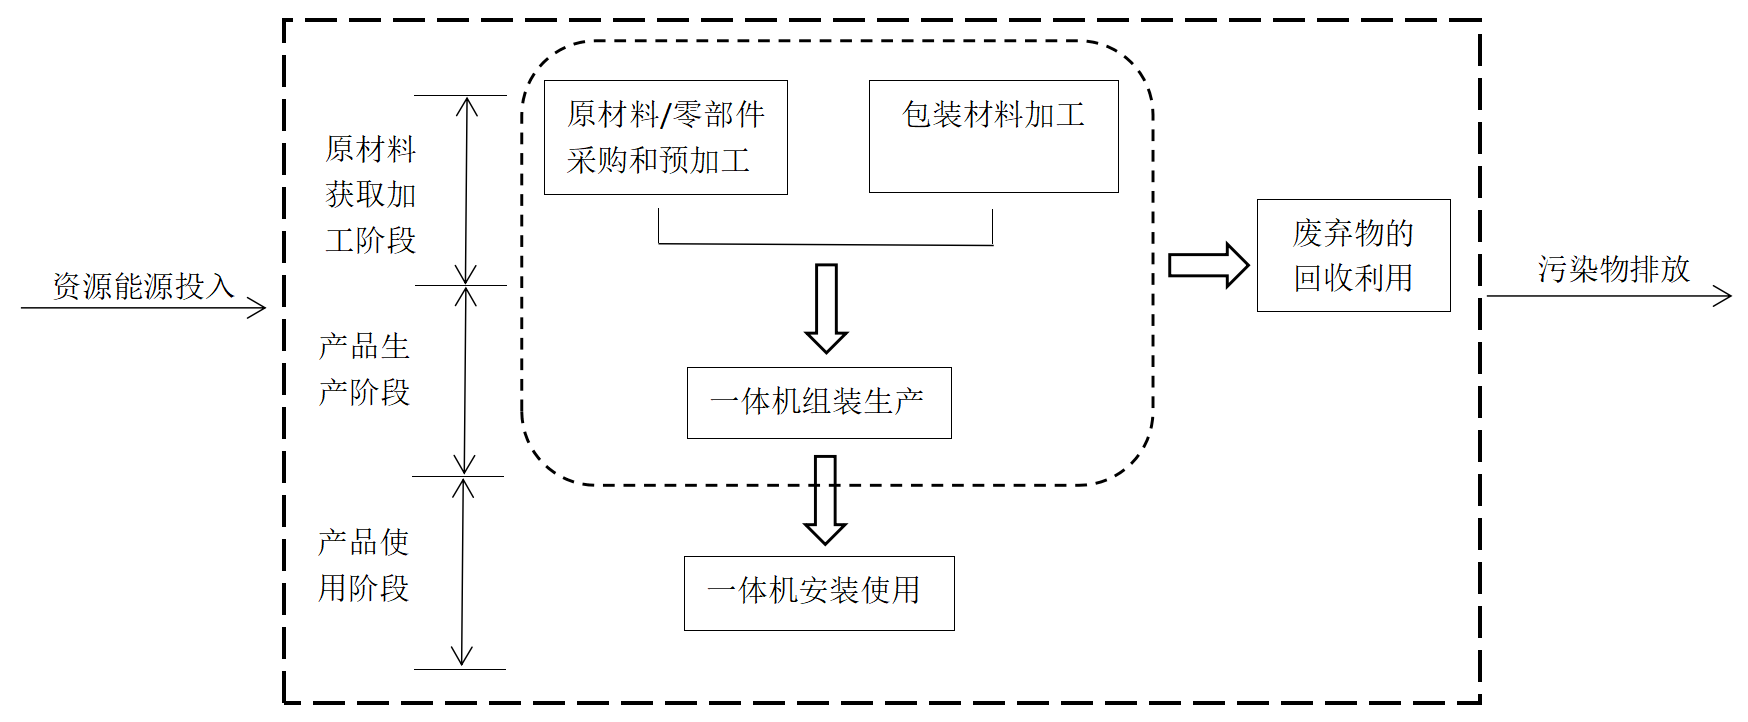 原材料/零部件
采购和预加工
包装材料加工
原材料
获取加
工阶段
废弃物的
回收利用
资源能源投入
污染物排放
产品生
产阶段
一体机组装生产
产品使
用阶段
一体机安装使用